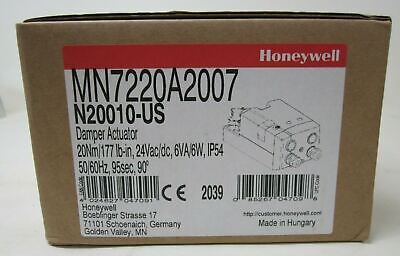 Honeywell
MN7220A2007
N20010-US
Damper Actuator
20Nm/177 lb-in, 24Vac/dc, 6VA/6W, IP54
50/60Hz, 95sec, 90°
CE 2039
Honeywell
Boeblinger Strasse 17
71101 Schoenaich, Germany
Golden Valley, MN
http://customer.honeywell.com
Made in Hungary